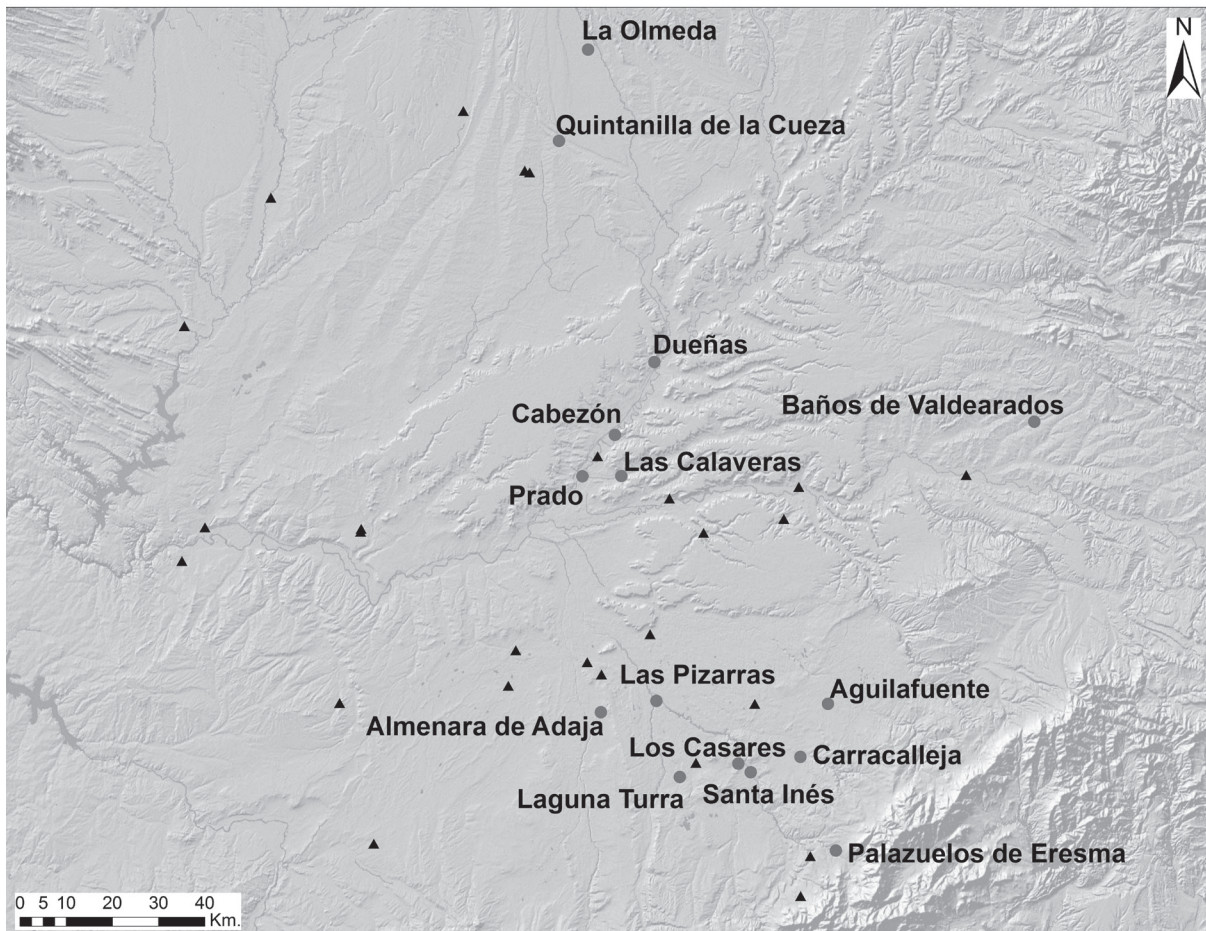 La Olmeda
N
Quintanilla de la Cueza
Dueñas
Baños de Valdearados
Cabezón
Las Calaveras
Prado
Las Pizarras
Aguilafuente
Almenara de Adaja
Los Casares
Carracalleja
Laguna Turra
Santa Inés
Palazuelos de Eresma
0 5 10 20 30 40
Km.